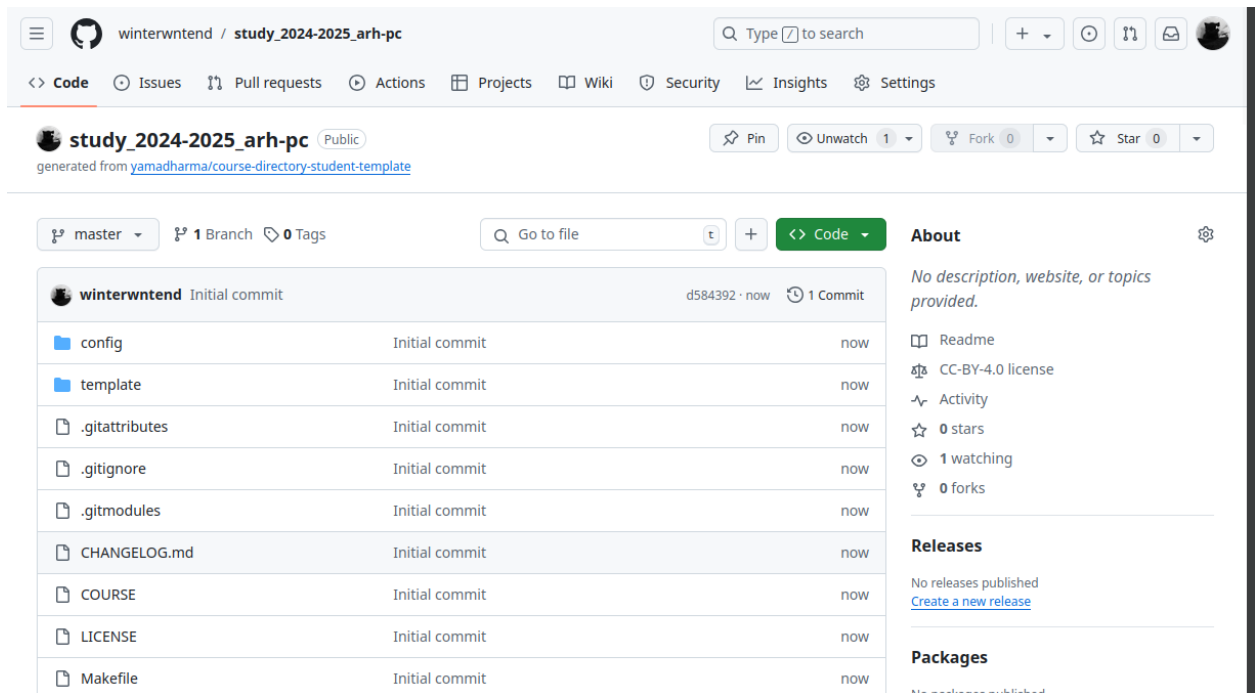 winterwntend / study_2024-2025_arh-pc
Type / to search
Code Issues Pull requests Actions Projects Wiki Security Insights Settings
study_2024-2025_arh-pc Public
Pin Unwatch 1 Fork 0 Star 0
generated from yamadharma/course-directory-student-template
master 1 Branch 0 Tags Go to file t + <> Code
winterwntend Initial commit d584392 · now 1 Commit
config Initial commit now
template Initial commit now
.gitattributes Initial commit now
.gitignore Initial commit now
.gitmodules Initial commit now
CHANGELOG.md Initial commit now
COURSE Initial commit now
LICENSE Initial commit now
Makefile Initial commit now
About
No description, website, or topics
provided.
Readme
CC-BY-4.0 license
Activity
0 stars
1 watching
0 forks
Releases
No releases published
Create a new release
Packages
No packages published